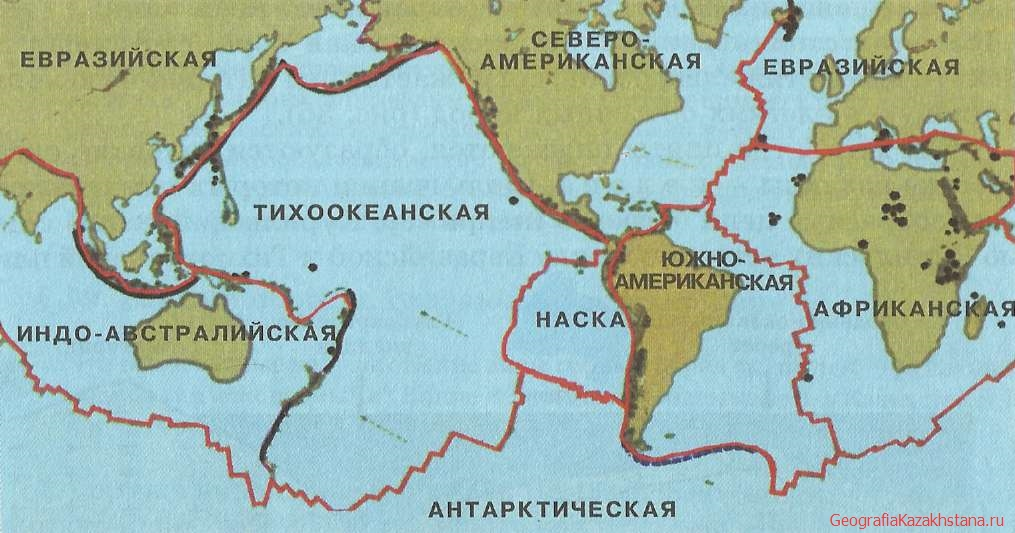 СЕВЕРО-
АМЕРИКАНСКАЯ
ЕВРАЗИЙСКАЯ
ЕВРАЗИЙСКАЯ
ТИХООКЕАНСКАЯ
ЮЖНО-
АМЕРИКАНСКАЯ
АФРИКАНСКАЯ
НАСКА
ИНДО-АВСТРАЛИЙСКАЯ
АНТАРКТИЧЕСКАЯ
GeografiaKazakhstana.ru